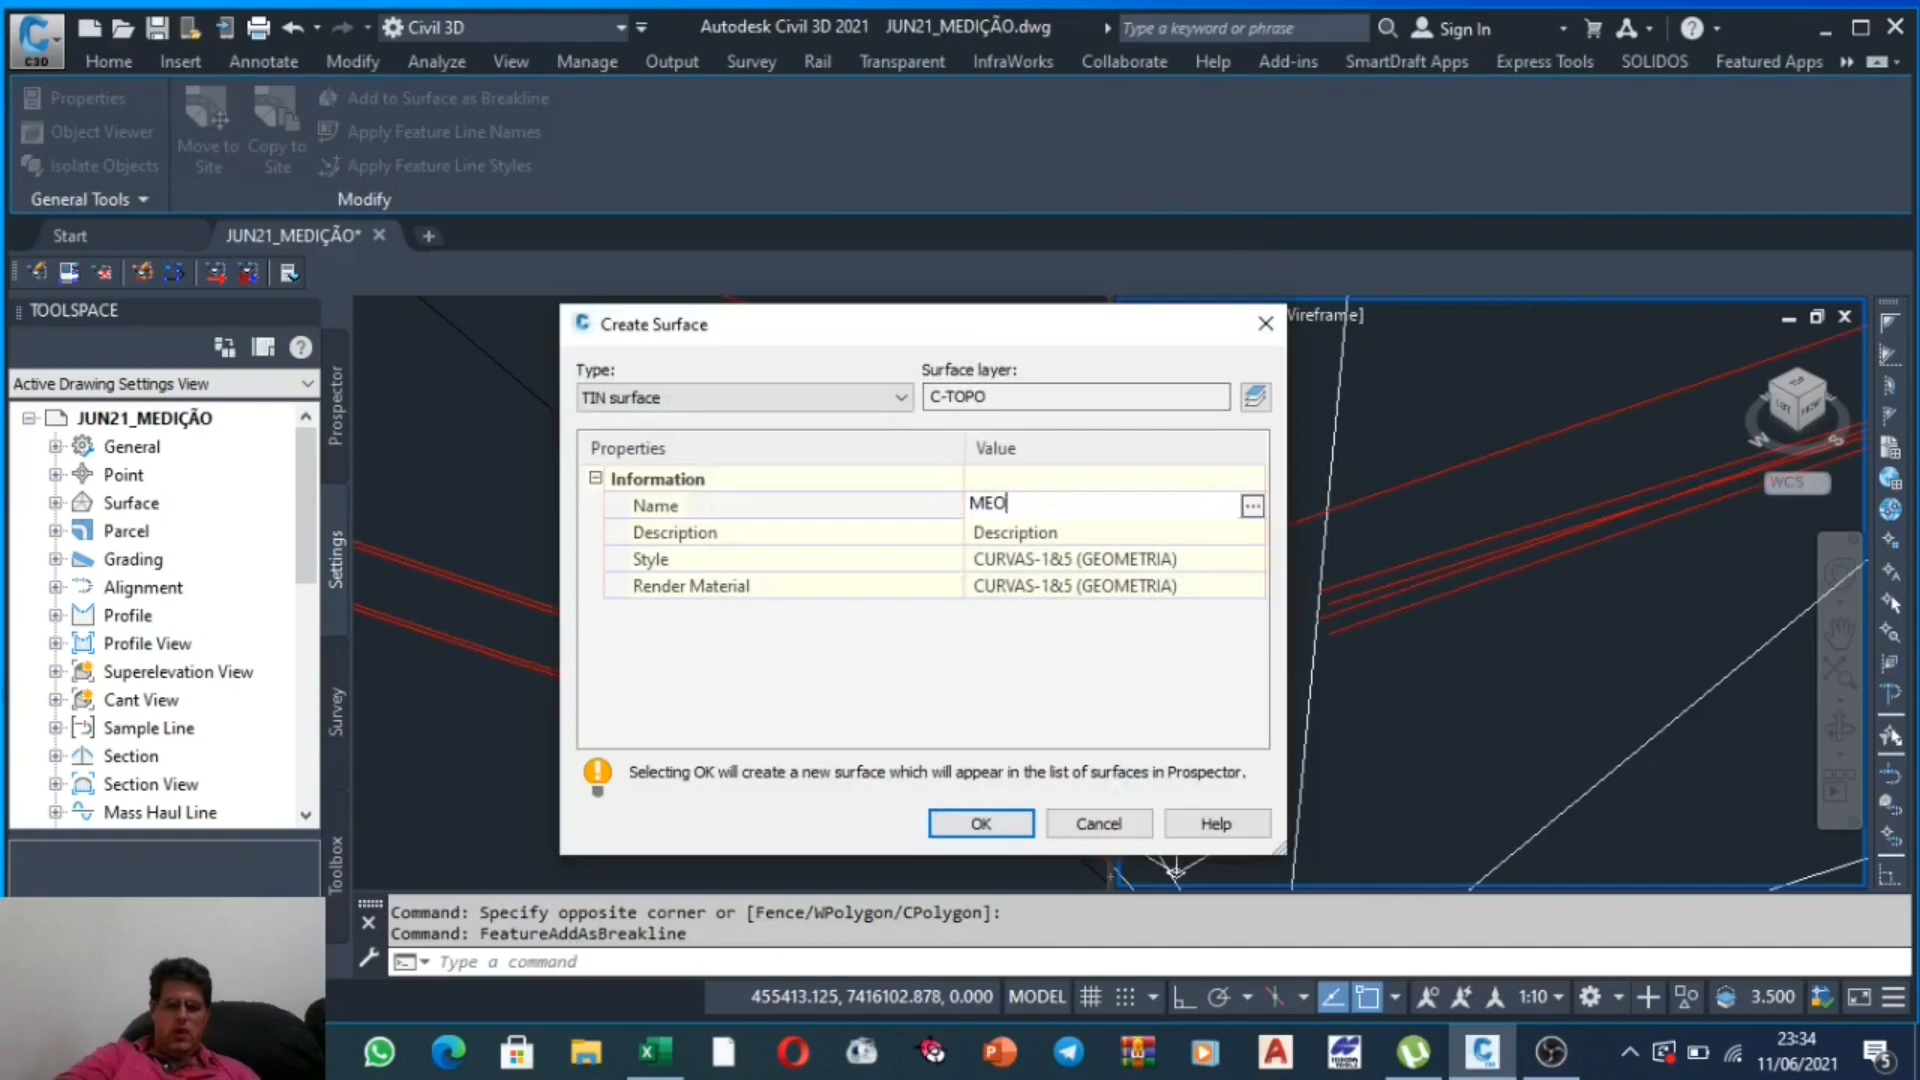 C3D
Civil 3D
Autodesk Civil 3D 2021 JUN21_MEDIÇÃO.dwg
Type a keyword or phrase
Sign In
Home Insert Annotate Modify Analyze View Manage Output Survey Rail Transparent InfraWorks Collaborate Help Add-ins SmartDraft Apps Express Tools SOLIDOS Featured Apps
Properties
Object Viewer
Isolate Objects
General Tools
Move to Site
Copy to Site
Add to Surface as Breakline
Apply Feature Line Names
Apply Feature Line Styles
Modify
Start
JUN21_MEDIÇÃO*
TOOLSPACE
Active Drawing Settings View
JUN21_MEDIÇÃO
General
Point
Surface
Parcel
Grading
Alignment
Profile
Profile View
Superelevation View
Cant View
Sample Line
Section
Section View
Mass Haul Line
Prospector
Settings
Survey
Toolbox
Create Surface
Type:
TIN surface
Surface layer:
C-TOPO
Properties Value
Information
Name MEO
Description Description
Style CURVAS-1&5 (GEOMETRIA)
Render Material CURVAS-1&5 (GEOMETRIA)
Selecting OK will create a new surface which will appear in the list of surfaces in Prospector.
OK Cancel Help
Wireframe]
TOP
LEFT
FRONT
W
S
WCS
Command: Specify opposite corner or [Fence/WPolygon/CPolygon]:
Command: FeatureAddAsBreakline
Type a command
455413.125, 7416102.878, 0.000 MODEL 1:10 3.500
23:34
11/06/2021
5